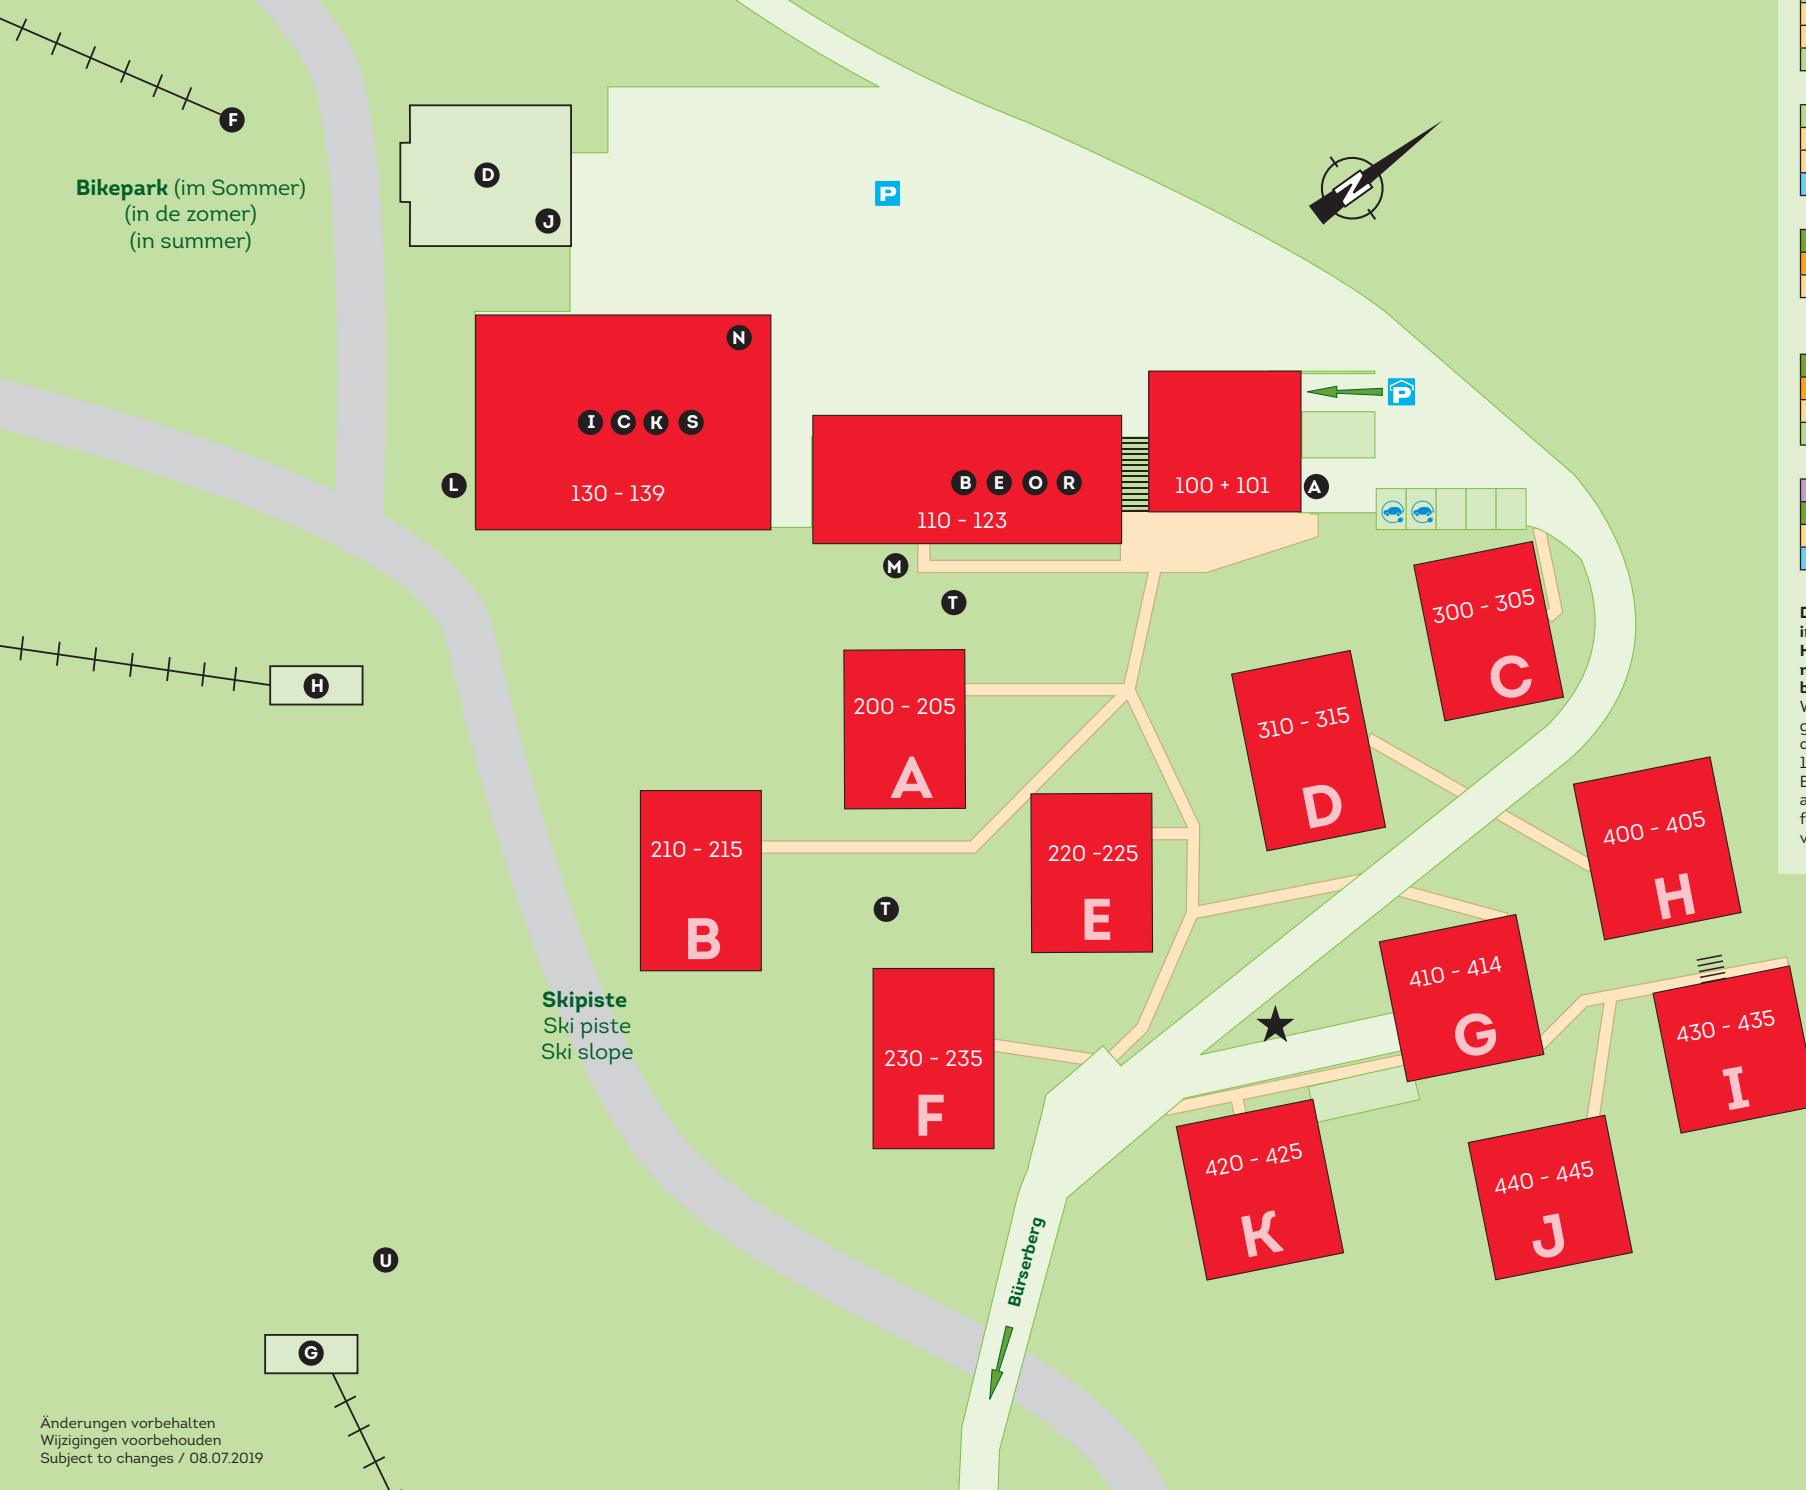 F
D
J
Bikepark (im Sommer)
(in de zomer)
(in summer)
P
N
N
P
I C K S
130 - 139
L
B E O R
110 - 123
100 + 101
A
M
T
300 - 305
C
H
200 - 205
A
310 - 315
D
210 - 215
B
220 -225
E
400 - 405
H
T
410 - 414
G
Skipiste
Ski piste
Ski slope
230 - 235
F
430 - 435
I
420 - 425
K
440 - 445
J
Bürserberg
U
G
Änderungen vorbehalten
Wijzigingen voorbehouden
Subject to changes / 08.07.2019